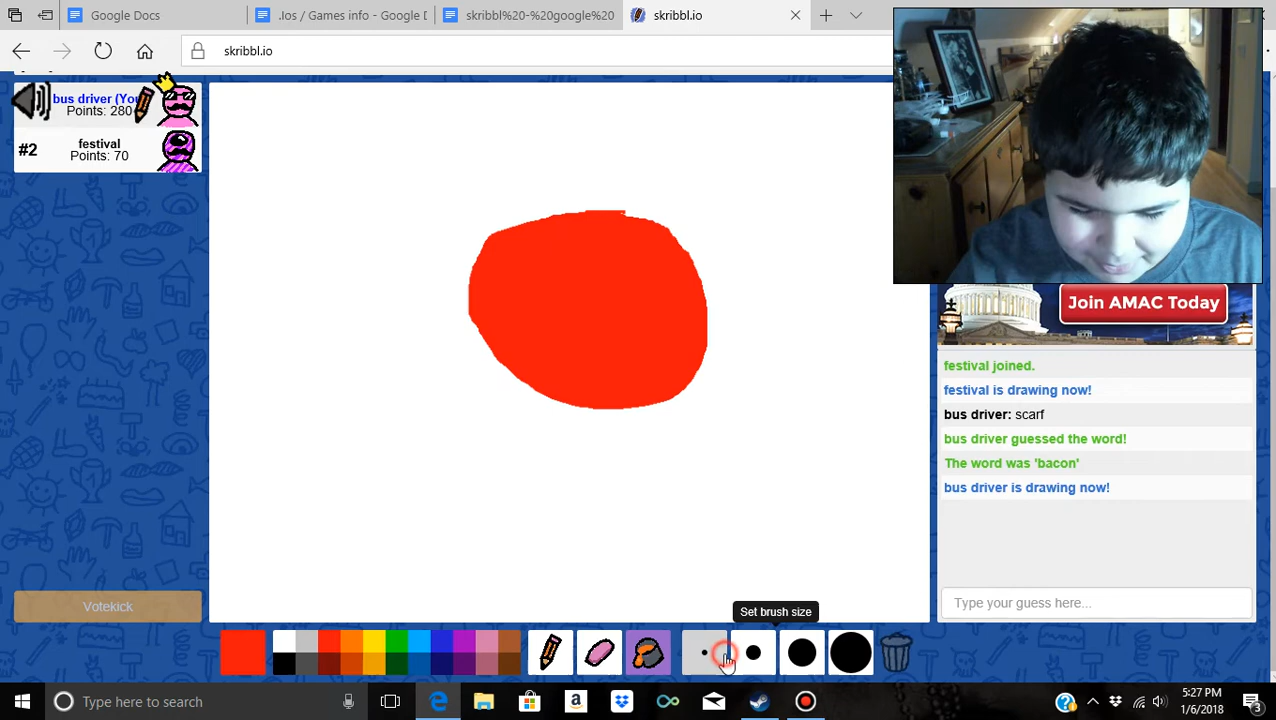 .Ios / Games info - Google D
skribbl%20-%20google%20
skribbl.io
skribbl.io
bus driver (You
Points: 280
#2
festival
Points: 70
Join AMAC Today
festival joined.
festival is drawing now!
bus driver: scarf
bus driver guessed the word!
The word was 'bacon'
bus driver is drawing now!
Type your guess here...
Votekick
Set brush size
Type here to search
5:27 PM
1/6/2018
3